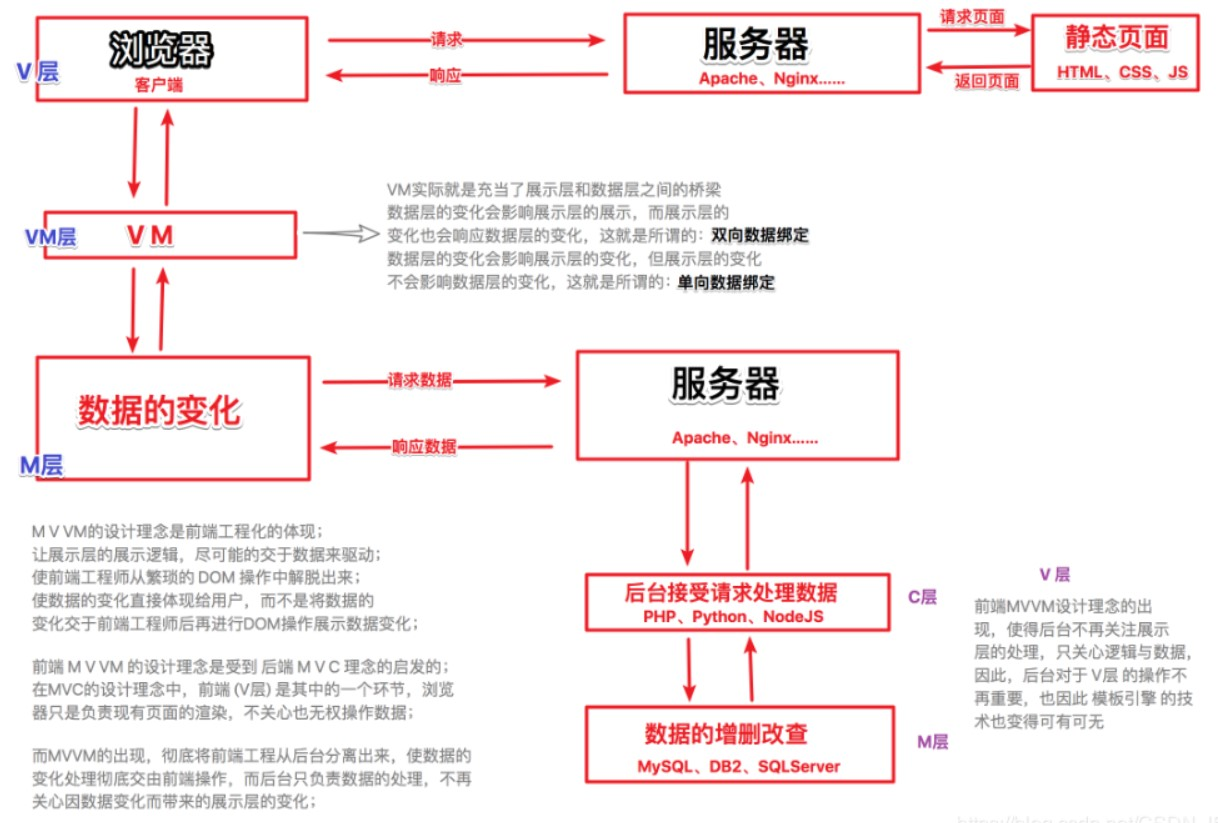 浏览器
客户端
V 层
请求
响应
服务器
Apache、Nginx......
请求页面
返回页面
静态页面
HTML、CSS、JS
VM层
V M
VM实际就是充当了展示层和数据层之间的桥梁
数据层的变化会影响展示层的展示，而展示层的
变化也会响应数据层的变化，这就是所谓的：双向数据绑定
数据层的变化会影响展示层的变化，但展示层的变化
不会影响数据层的变化，这就是所谓的：单向数据绑定
数据的变化
M层
请求数据
响应数据
服务器
Apache、Nginx......
M V VM的设计理念是前端工程化的体现；
让展示层的展示逻辑，尽可能的交于数据来驱动；
使前端工程师从繁琐的 DOM 操作中解脱出来；
使数据的变化直接体现给用户，而不是将数据的
变化交于前端工程师后再进行DOM操作展示数据变化；
前端 M V VM 的设计理念是受到 后端 M V C 理念的启发的；
在MVC的设计理念中，前端 (V层) 是其中的一个环节，浏览
器只是负责现有页面的渲染，不关心也无权操作数据；
而MVVM的出现，彻底将前端工程从后台分离出来，使数据的
变化处理彻底交由前端操作，而后台只负责数据的处理，不再
关心因数据变化而带来的展示层的变化；
后台接受请求处理数据
PHP、Python、NodeJS
C层
数据的增删改查
MySQL、DB2、SQLServer
M层
V 层
前端MVVM设计理念的出
现，使得后台不再关注展示
层的处理，只关心逻辑与数据，
因此，后台对于 V层 的操作不
再重要，也因此 模板引擎 的技
术也变得可有可无